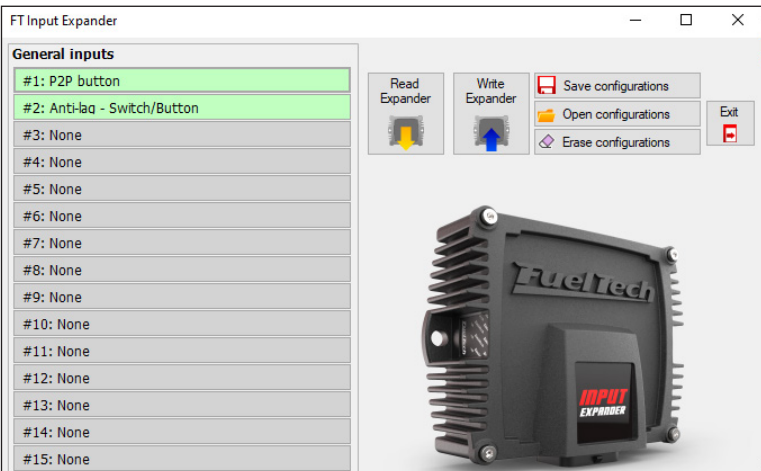 FT Input Expander
General inputs
#1: P2P button
#2: Anti-lag - Switch/Button
#3: None
#4: None
#5: None
#6: None
#7: None
#8: None
#9: None
#10: None
#11: None
#12: None
#13: None
#14: None
#15: None
Read
Expander
Write
Expander
Save configurations
Open configurations
Erase configurations
Exit
FuelTech
INPUT
EXPANDER